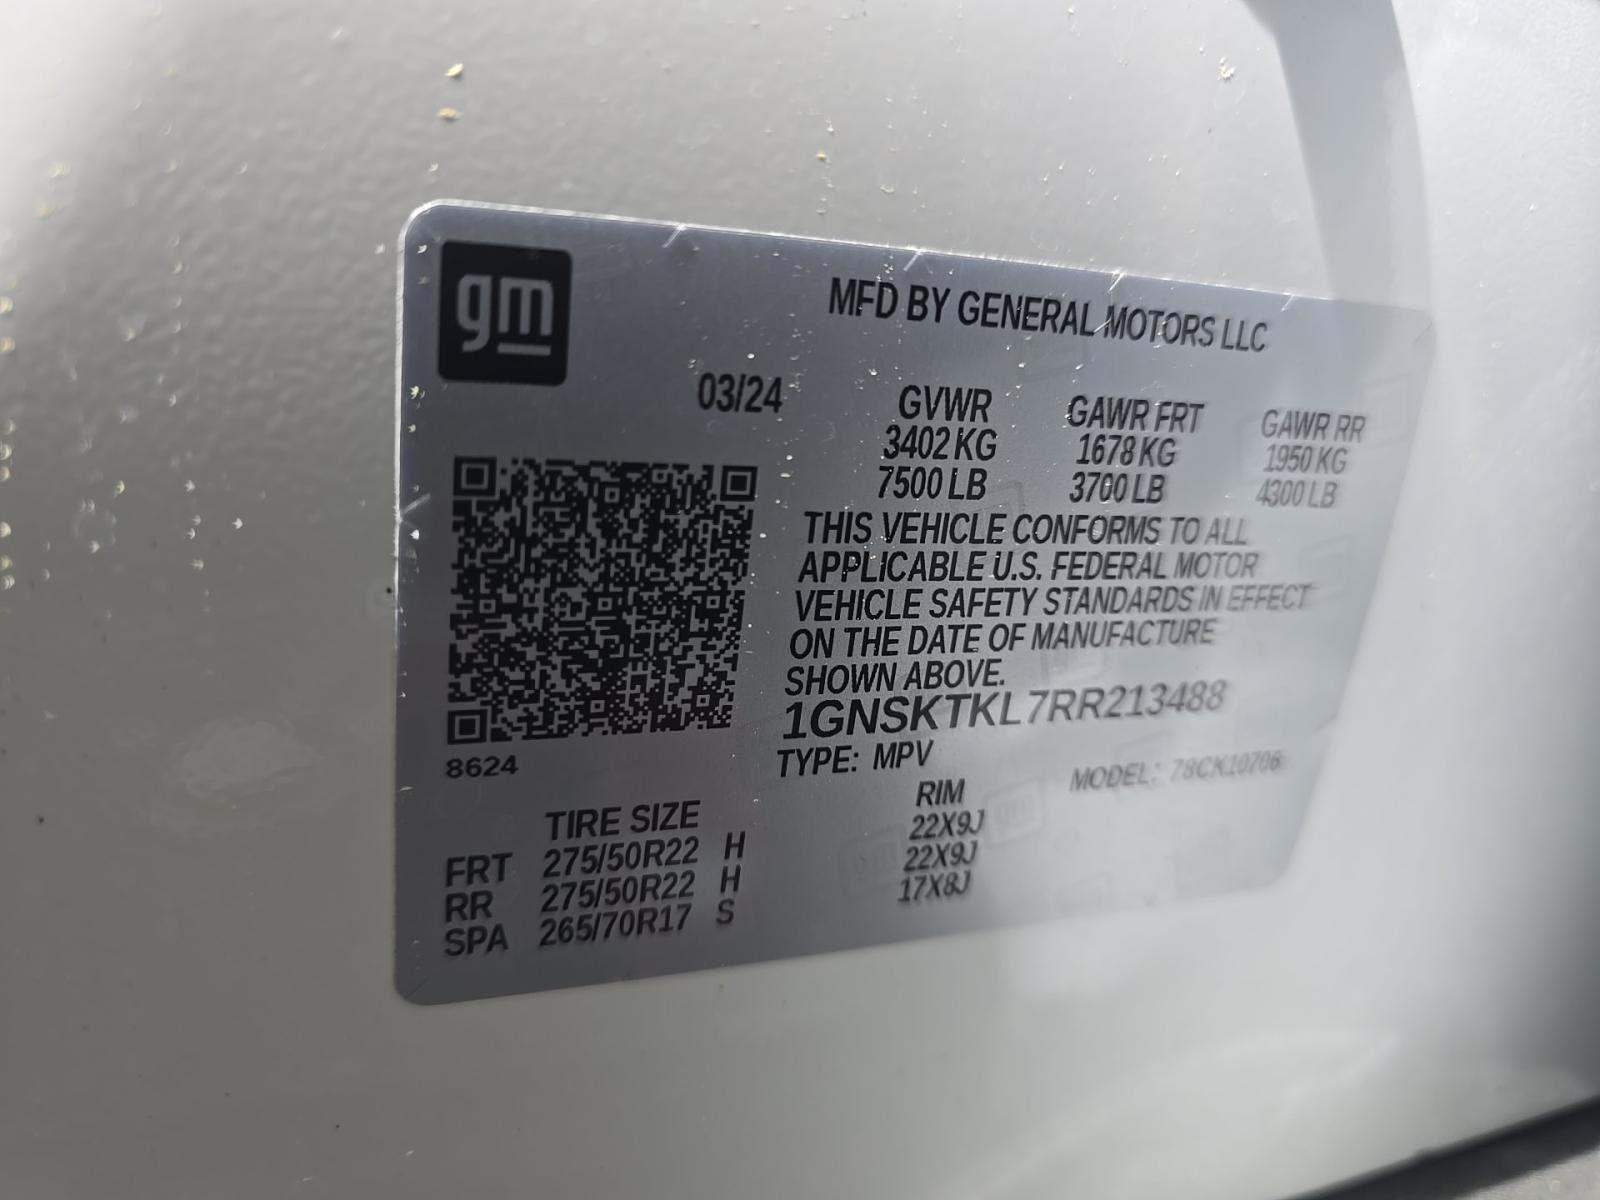 gm
MFD BY GENERAL MOTORS LLC
03/24
GVWR GAWR FRT GAWR RR
3402 KG 1678 KG 1950 KG
7500 LB 3700 LB 4300 LB
THIS VEHICLE CONFORMS TO ALL
APPLICABLE U.S. FEDERAL MOTOR
VEHICLE SAFETY STANDARDS IN EFFECT
ON THE DATE OF MANUFACTURE
SHOWN ABOVE.
1GNSKTKL7RR213488
8624
TYPE: MPV MODEL: 78CK10706
TIRE SIZE RIM
FRT 275/50R22 H 22X9J
RR 275/50R22 H 22X9J
SPA 265/70R17 S 17X8J